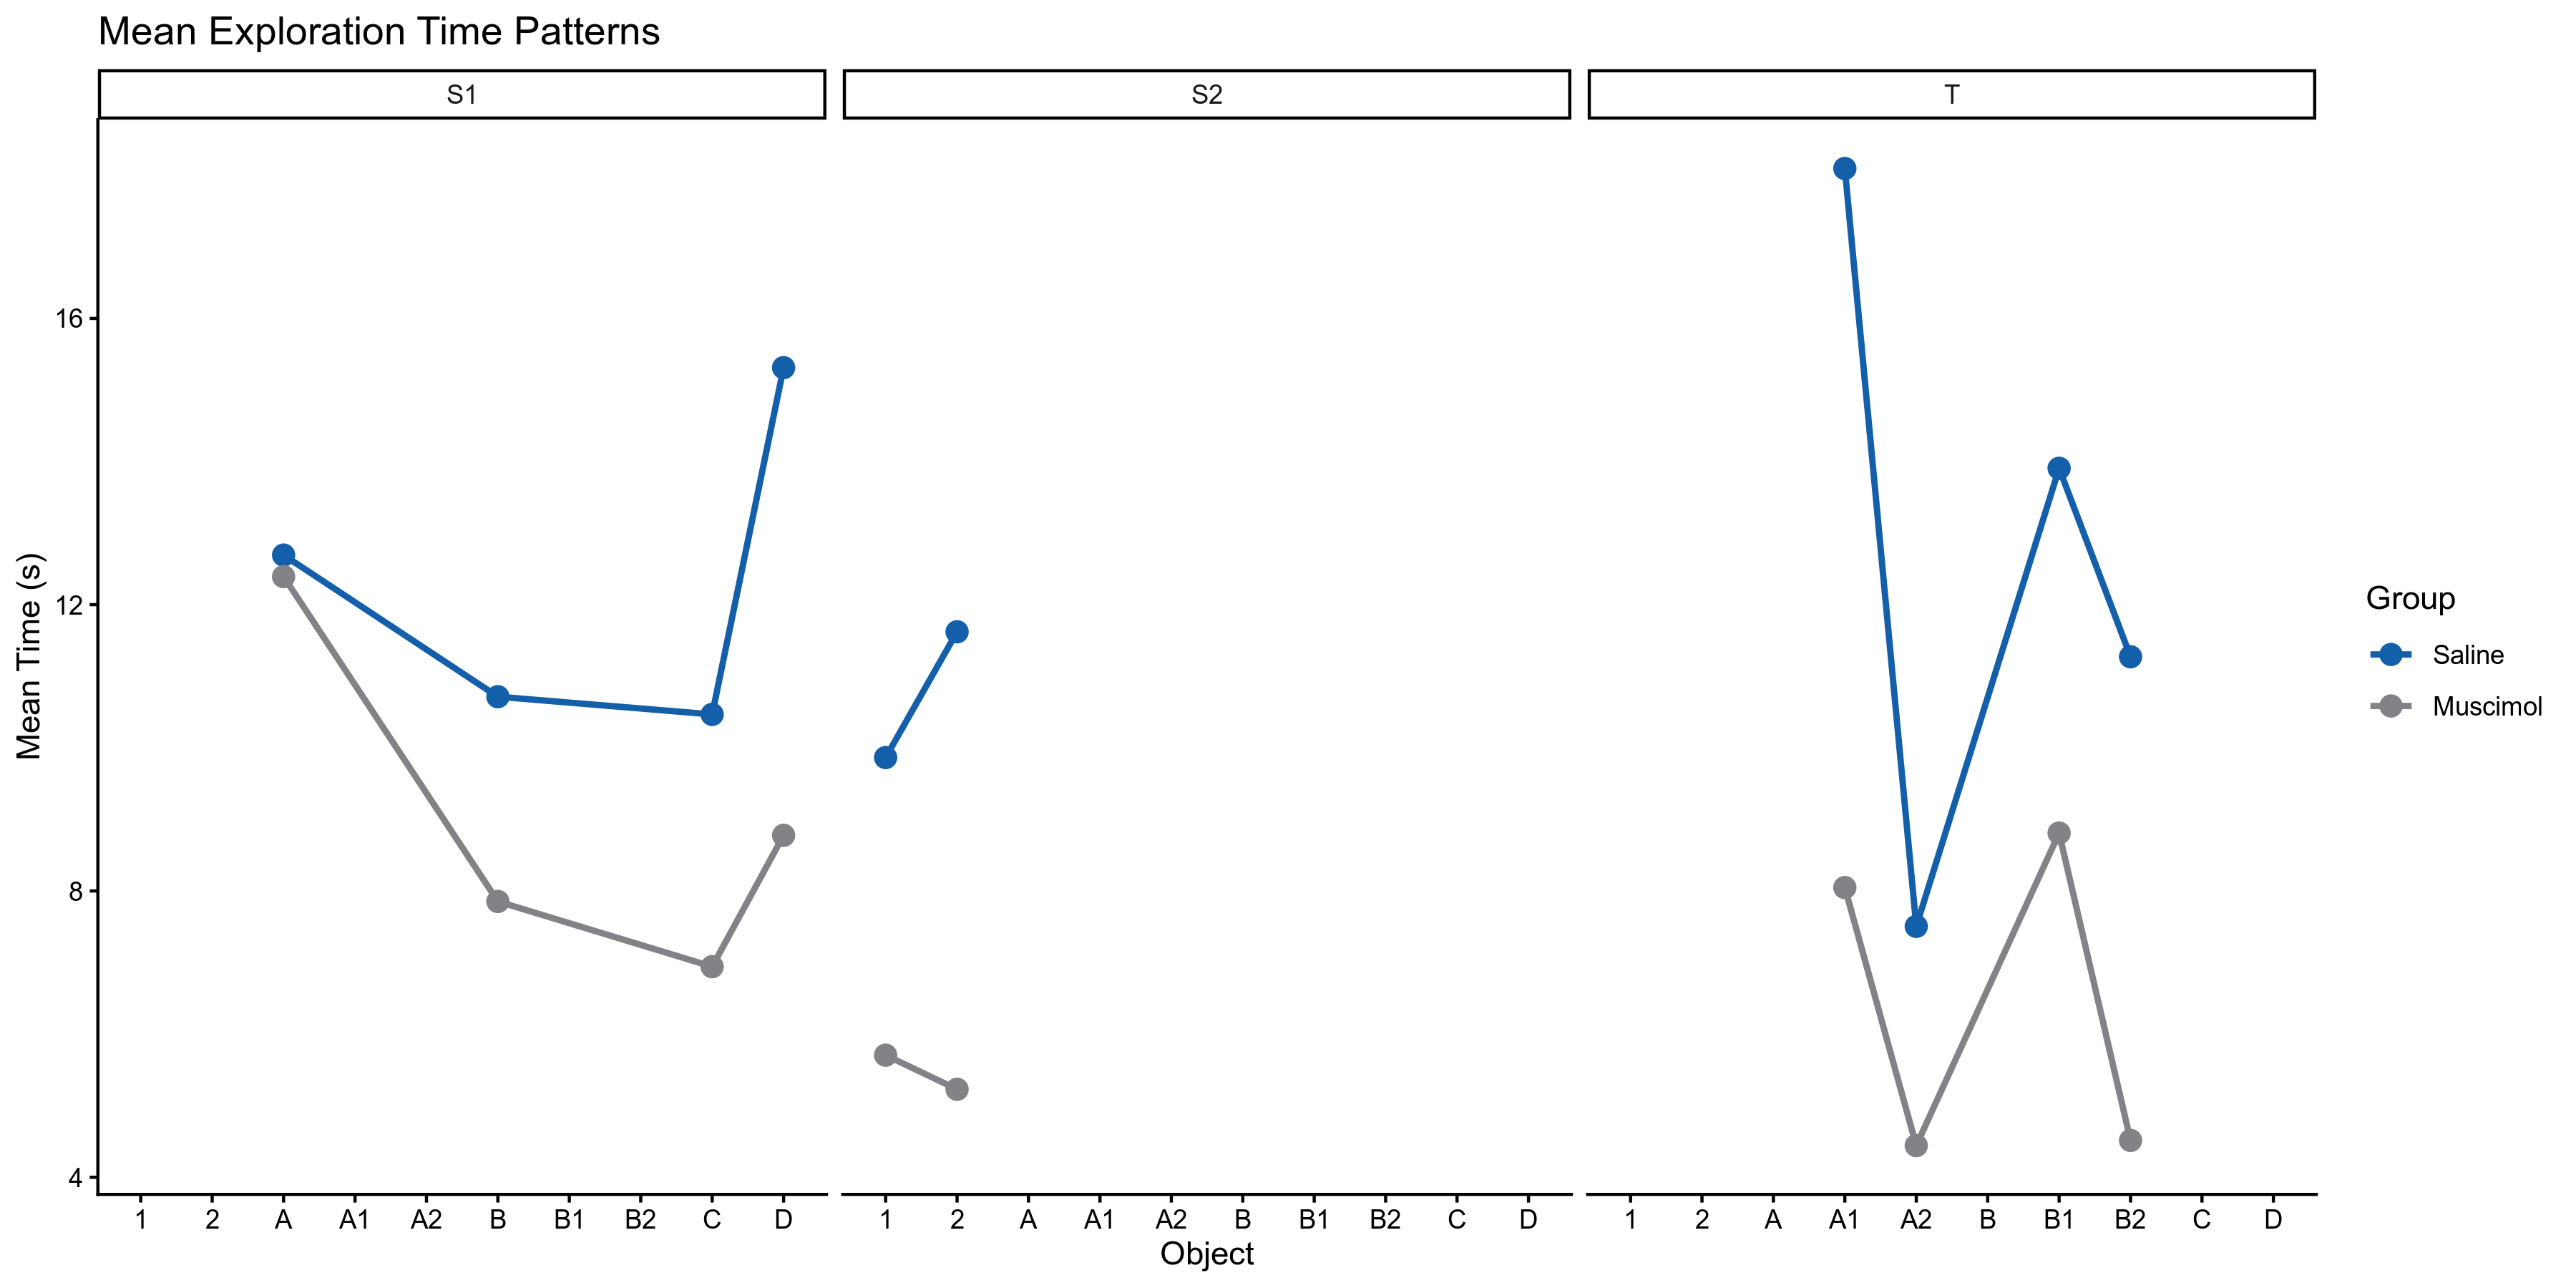 Mean Exploration Time Patterns
S1 S2 T
16
12
8
4
Mean Time (s)
1 2 A A1 A2 B B1 B2 C D 1 2 A A1 A2 B B1 B2 C D 1 2 A A1 A2 B B1 B2 C D
Object
Group
Saline
Muscimol